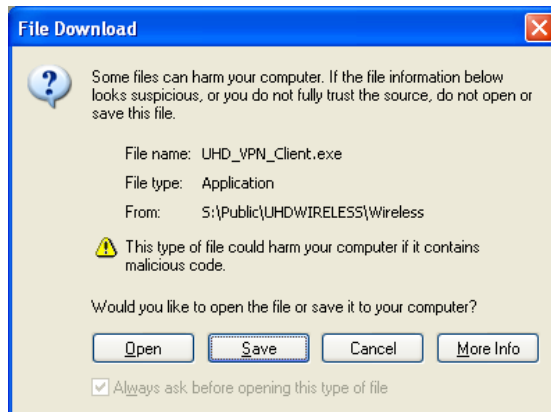 File Download
Some files can harm your computer. If the file information below
looks suspicious, or you do not fully trust the source, do not open or
save this file.
File name: UHD_VPN_Client.exe
File type: Application
From: S:\Public\UHDWIRELESS\Wireless
This type of file could harm your computer if it contains
malicious code.
Would you like to open the file or save it to your computer?
Open Save Cancel More Info
Always ask before opening this type of file